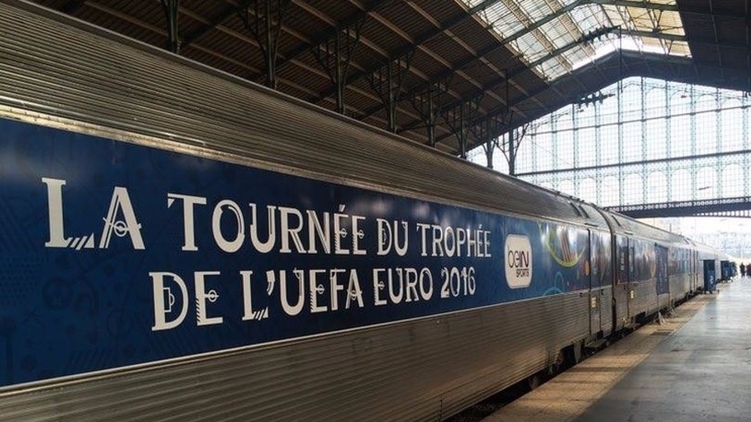 LA TOURNÉE DU TROPHÉE
DE L'UEFA EURO 2016
beIN
SPORTS